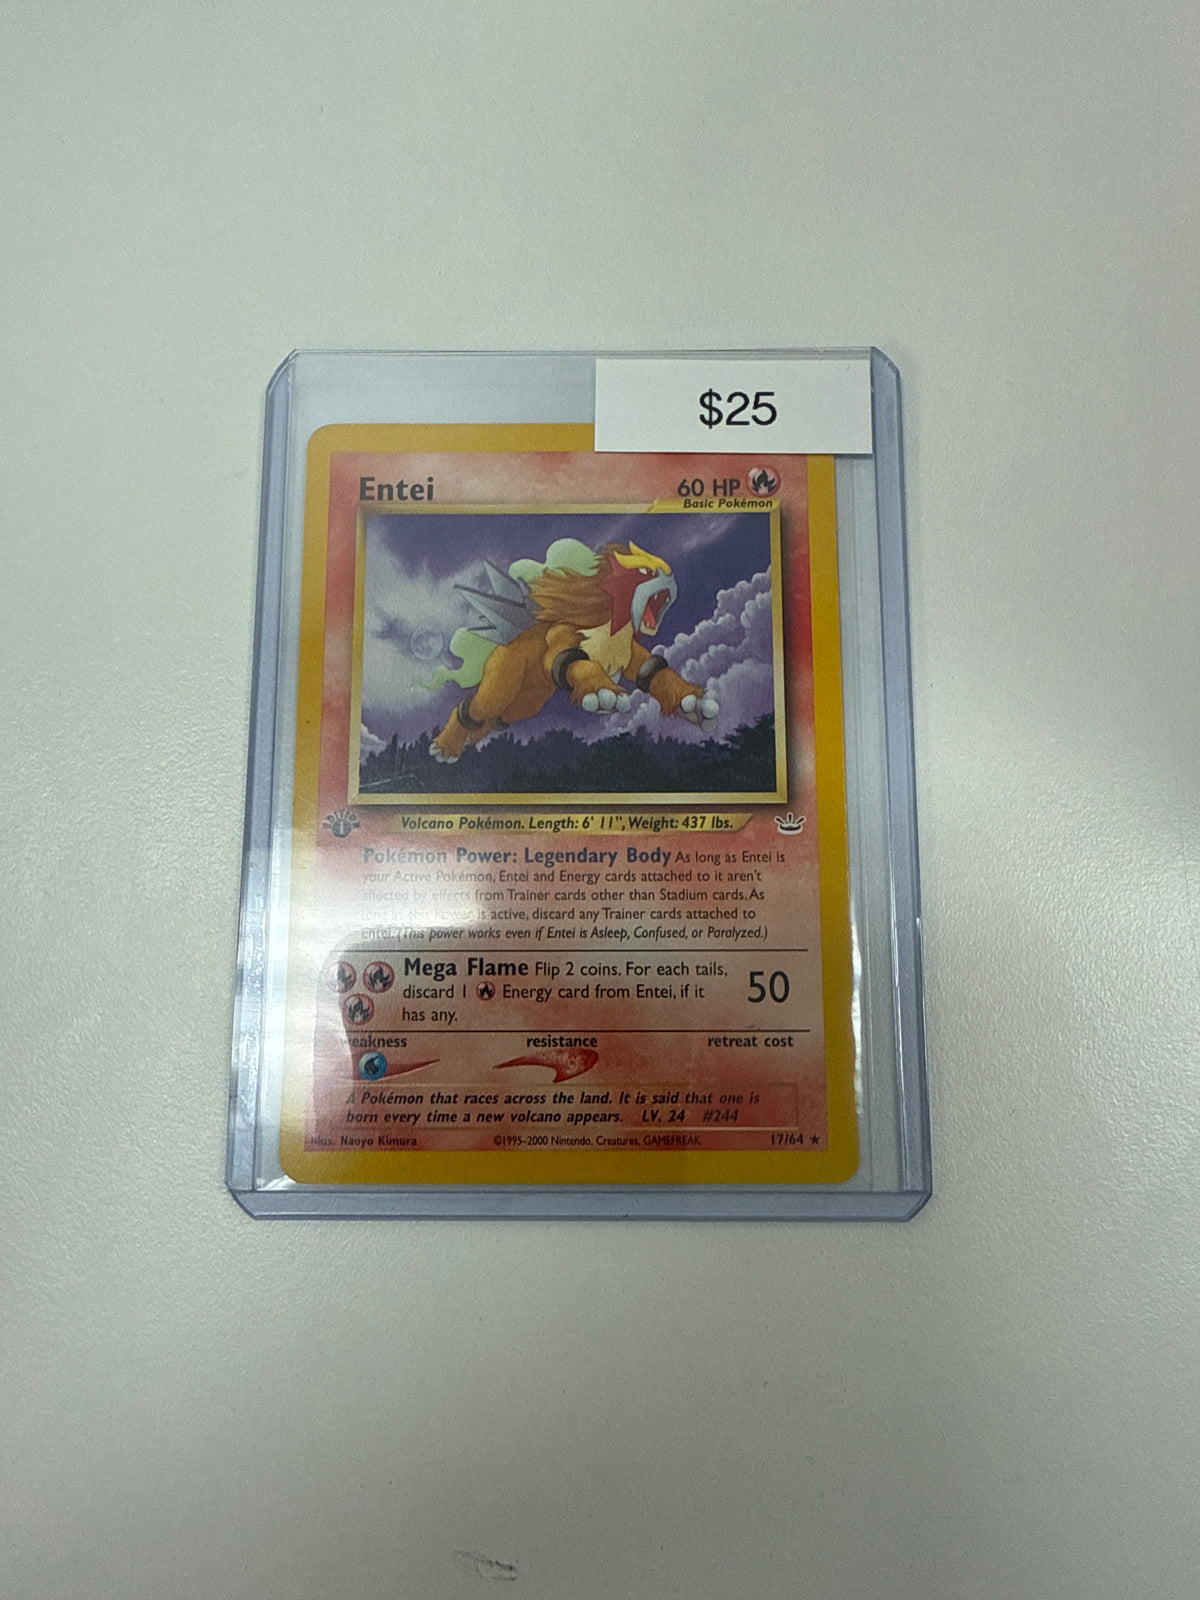 $25
Entei
60 HP
Basic Pokémon
EDITION
1
Volcano Pokémon. Length: 6' 11", Weight: 437 lbs.
Pokémon Power: Legendary Body As long as Entei is
your Active Pokémon, Entei and Energy cards attached to it aren't
affected by effects from Trainer cards other than Stadium cards. As
long as this Power is active, discard any Trainer cards attached to
Entei. (This power works even if Entei is Asleep, Confused, or Paralyzed.)
Mega Flame Flip 2 coins. For each tails,
discard 1 Energy card from Entei, if it
has any.
50
weakness
resistance
retreat cost
A Pokémon that races across the land. It is said that one is
born every time a new volcano appears. LV. 24 #244
Illus. Naoyo Kimura
©1995-2000 Nintendo, Creatures, GAMEFREAK.
17/64 ★